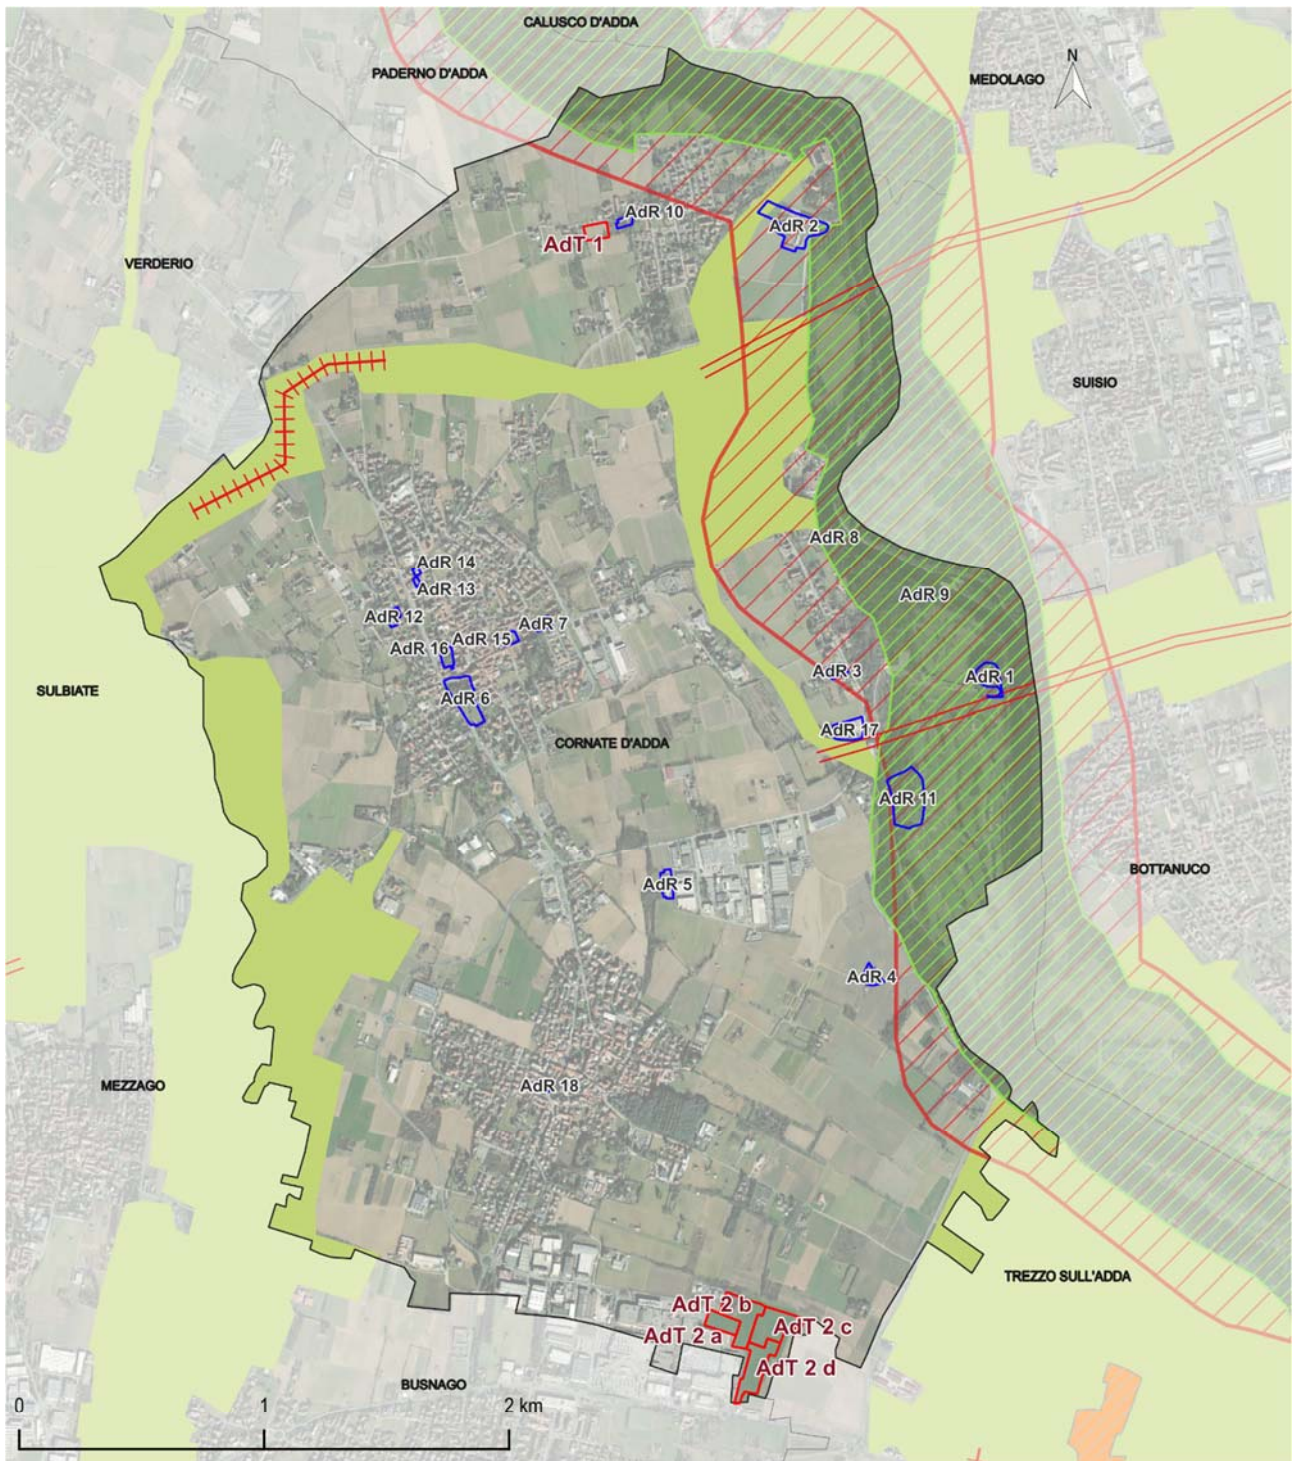 CALUSCO D'ADDA
PADERNO D'ADDA
MEDOLAGO
N
AdR 10
AdT 1
AdR 2
VERDERIO
SUISIO
AdR 8
AdR 14
AdR 13
AdR 9
AdR 12
AdR 7
AdR 15
AdR 16
AdR 3
AdR 1
SULBIATE
AdR 6
AdR 17
CORNATE D'ADDA
AdR 11
BOTTANUCO
AdR 5
AdR 4
MEZZAGO
AdR 18
TREZZO SULL'ADDA
AdT 2 b
AdT 2 c
AdT 2 a
AdT 2 d
BUSNAGO
0 1 2 km